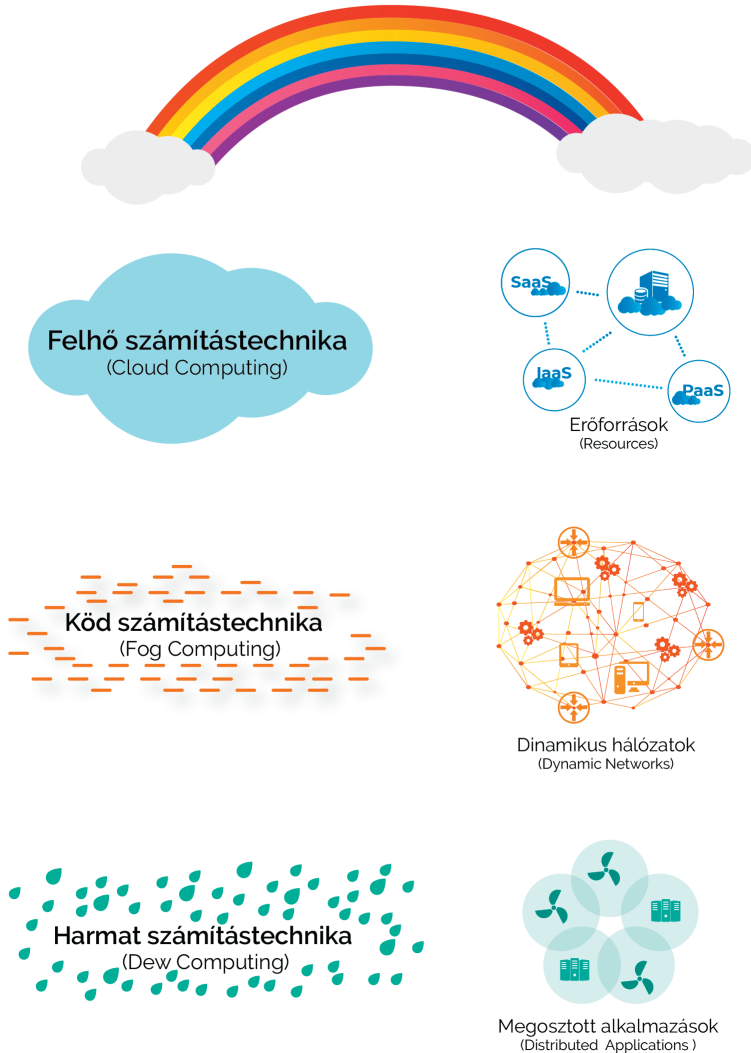 Felhő számítástechnika
(Cloud Computing)
SaaS
IaaS
PaaS
Erőforrások
(Resources)
Köd számítástechnika
(Fog Computing)
Dinamikus hálózatok
(Dynamic Networks)
Harmat számítástechnika
(Dew Computing)
Megosztott alkalmazások
(Distributed Applications )